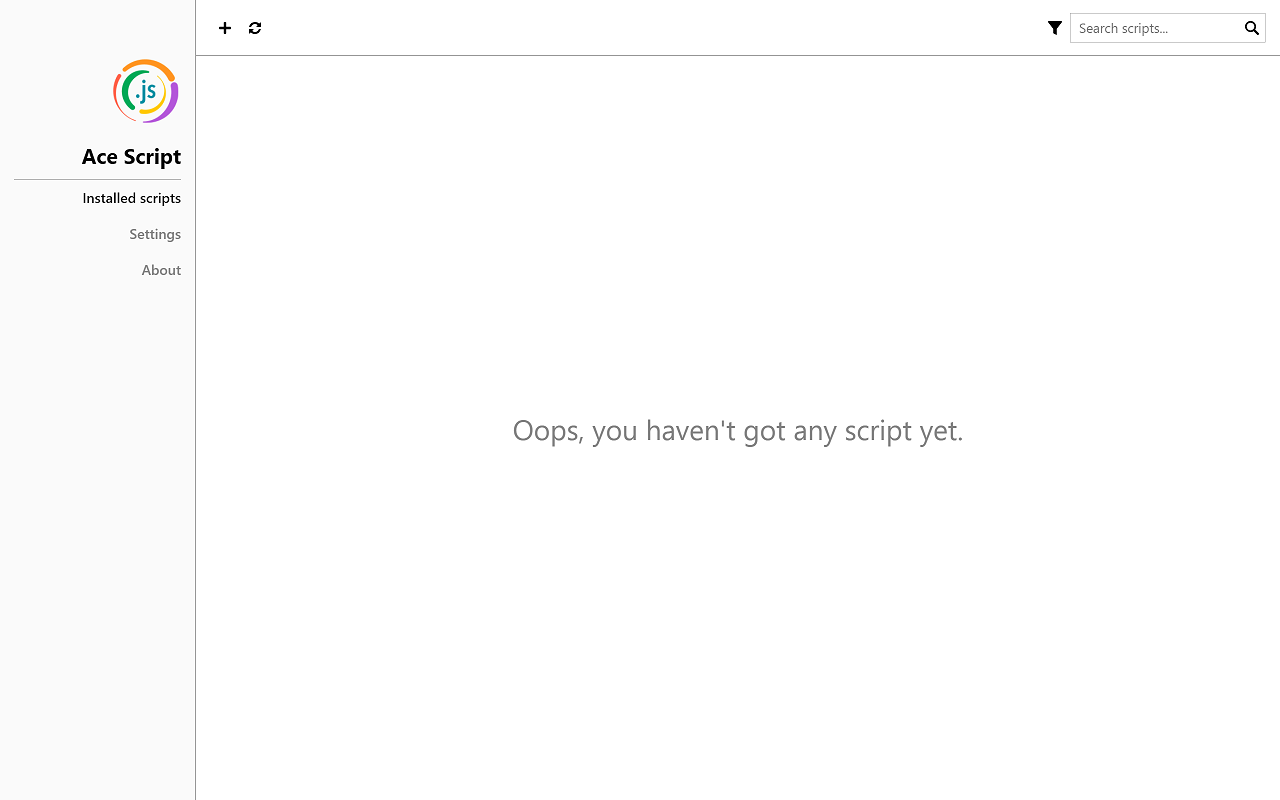 Search scripts...
.js
Ace Script
Installed scripts
Settings
About
Oops, you haven't got any script yet.